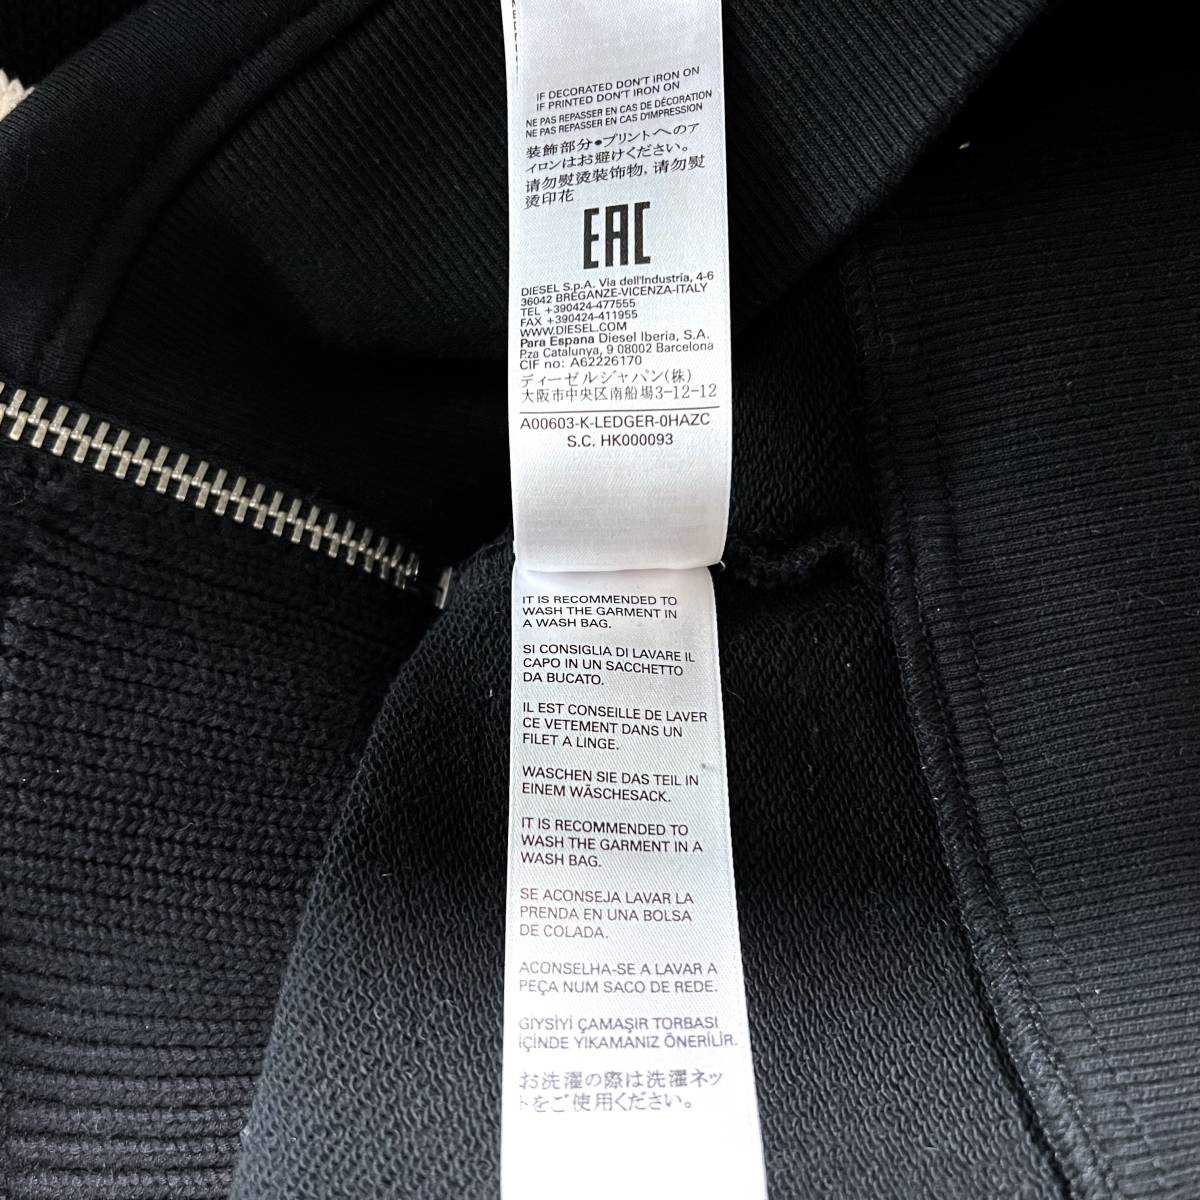 IF DECORATED DON'T IRON ON
IF PRINTED DON'T IRON ON
NE PAS REPASSER EN CAS DE DÉCORATION
NE PAS REPASSER EN CAS D'IMPRESSION
装飾部分•プリントへのア
イロンはお避けください。
请勿熨烫装饰物, 请勿熨
烫印花
EAC
DIESEL S.p.A. Via dell'Industria, 4-6
36042 BREGANZE-VICENZA-ITALY
TEL +390424-477555
FAX +390424-411955
WWW.DIESEL.COM
Para Espana Diesel Iberia, S.A.
P.za Catalunya, 9 08002 Barcelona
CIF no: A62226170
ディーゼルジャパン(株)
大阪市中央区南船場3-12-12
A00603-K-LEDGER-0HAZC
S.C. HK000093
IT IS RECOMMENDED TO
WASH THE GARMENT IN
A WASH BAG.
SI CONSIGLIA DI LAVARE IL
CAPO IN UN SACCHETTO
DA BUCATO.
IL EST CONSEILLE DE LAVER
CE VETEMENT DANS UN
FILET A LINGE.
WASCHEN SIE DAS TEIL IN
EINEM WÄSCHESACK.
IT IS RECOMMENDED TO
WASH THE GARMENT IN A
WASH BAG.
SE ACONSEJA LAVAR LA
PRENDA EN UNA BOLSA
DE COLADA.
ACONSELHA-SE A LAVAR A
PEÇA NUM SACO DE REDE.
GIYSİYİ ÇAMAŞIR TORBASI
İÇİNDE YIKAMANIZ ÖNERİLİR.
お洗濯の際は洗濯ネッ
トをご使用ください。